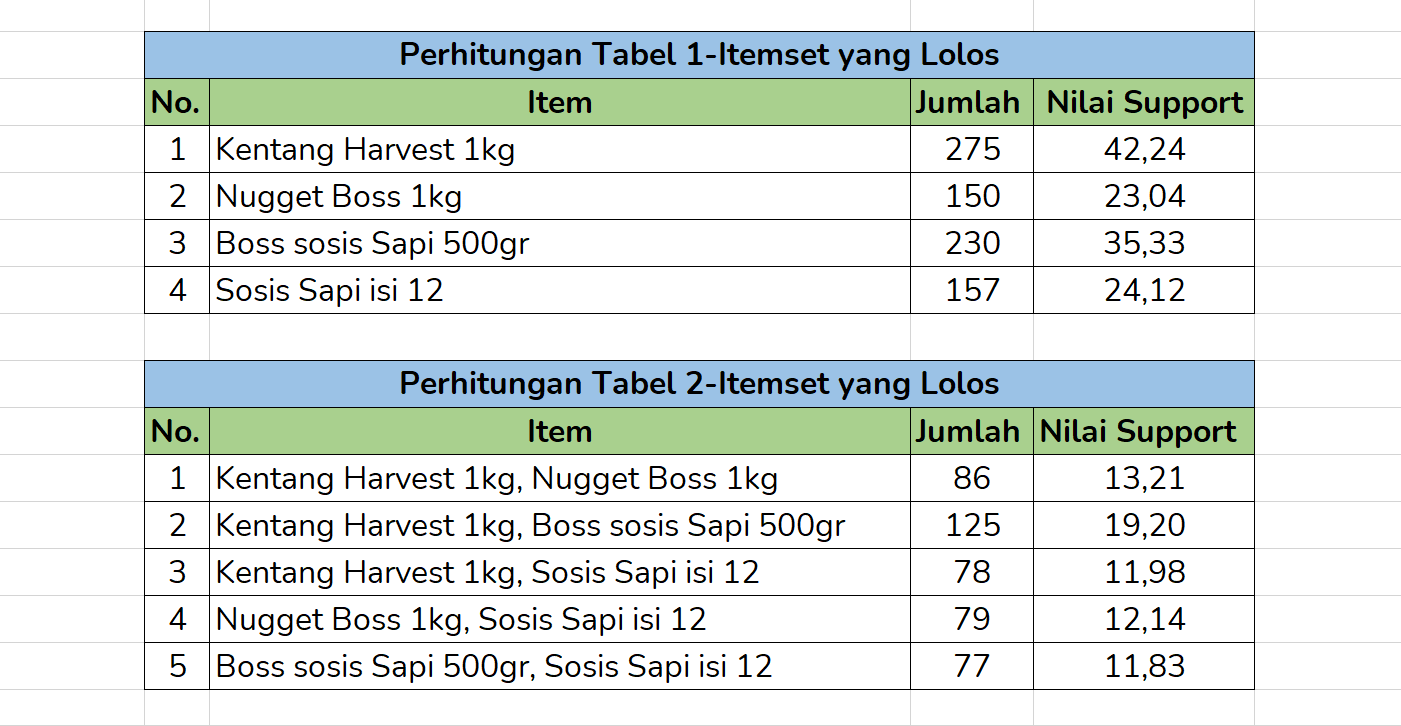 Perhitungan Tabel 1-Itemset yang Lolos
No. Item Jumlah Nilai Support
1 Kentang Harvest 1kg 275 42,24
2 Nugget Boss 1kg 150 23,04
3 Boss sosis Sapi 500gr 230 35,33
4 Sosis Sapi isi 12 157 24,12
Perhitungan Tabel 2-Itemset yang Lolos
No. Item Jumlah Nilai Support
1 Kentang Harvest 1kg, Nugget Boss 1kg 86 13,21
2 Kentang Harvest 1kg, Boss sosis Sapi 500gr 125 19,20
3 Kentang Harvest 1kg, Sosis Sapi isi 12 78 11,98
4 Nugget Boss 1kg, Sosis Sapi isi 12 79 12,14
5 Boss sosis Sapi 500gr, Sosis Sapi isi 12 77 11,83